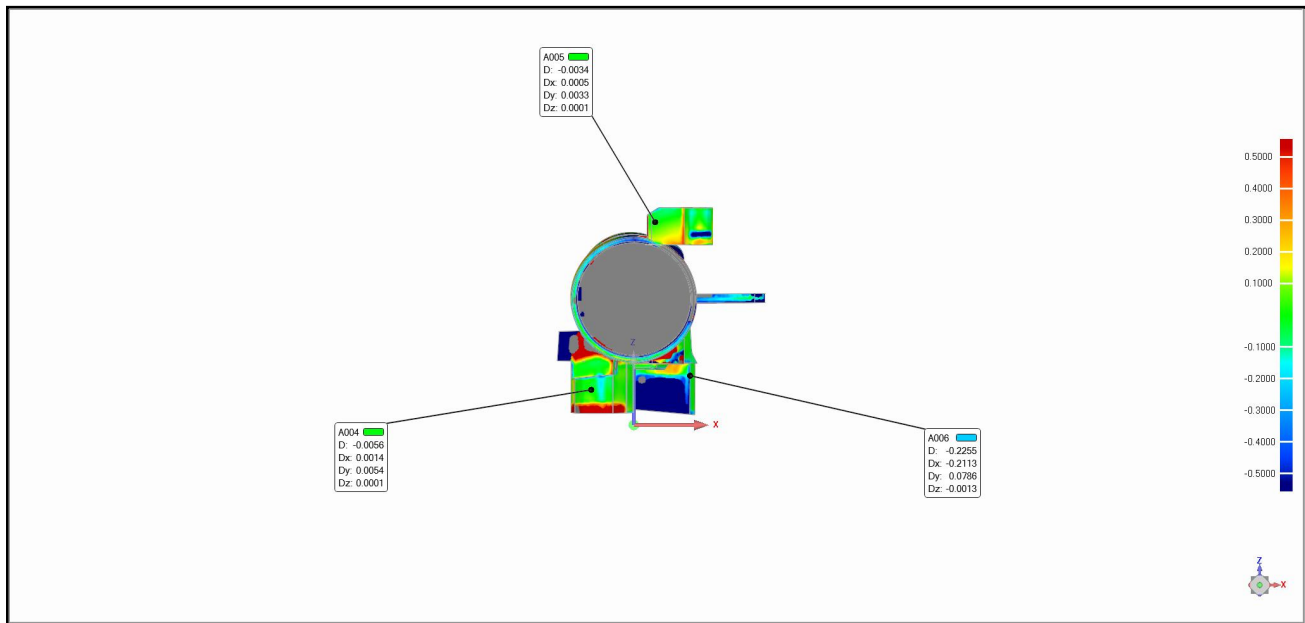 A005
D: -0.0034
Dx: 0.0005
Dy: 0.0033
Dz: 0.0001
0.5000
0.4000
0.3000
0.2000
0.1000
-0.1000
-0.2000
-0.3000
-0.4000
-0.5000
Z
X
A004
D: -0.0056
Dx: 0.0014
Dy: 0.0054
Dz: 0.0001
A006
D: -0.2255
Dx: -0.2113
Dy: 0.0786
Dz: -0.0013
Z
X